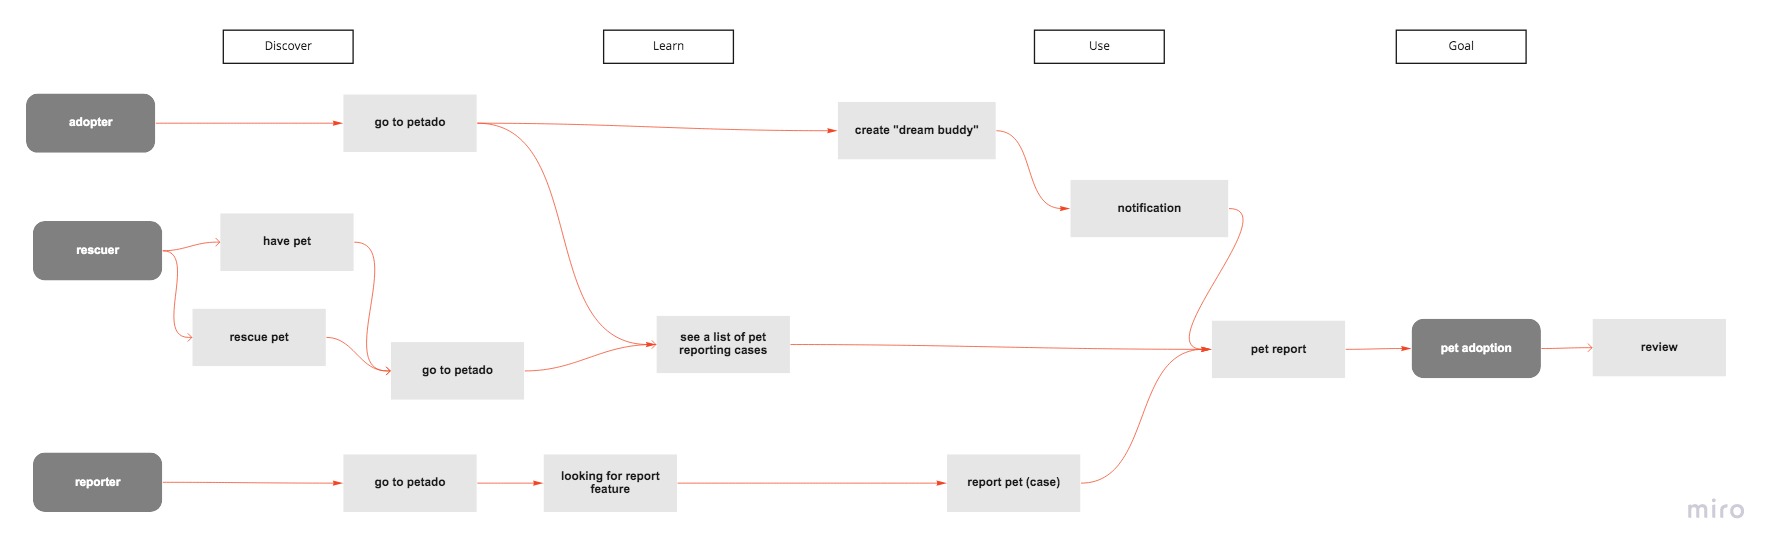 Discover
Learn
Use
Goal
adopter
go to petado
create "dream buddy"
notification
rescuer
have pet
rescue pet
go to petado
see a list of pet
reporting cases
pet report
pet adoption
review
reporter
go to petado
looking for report
feature
report pet (case)
miro